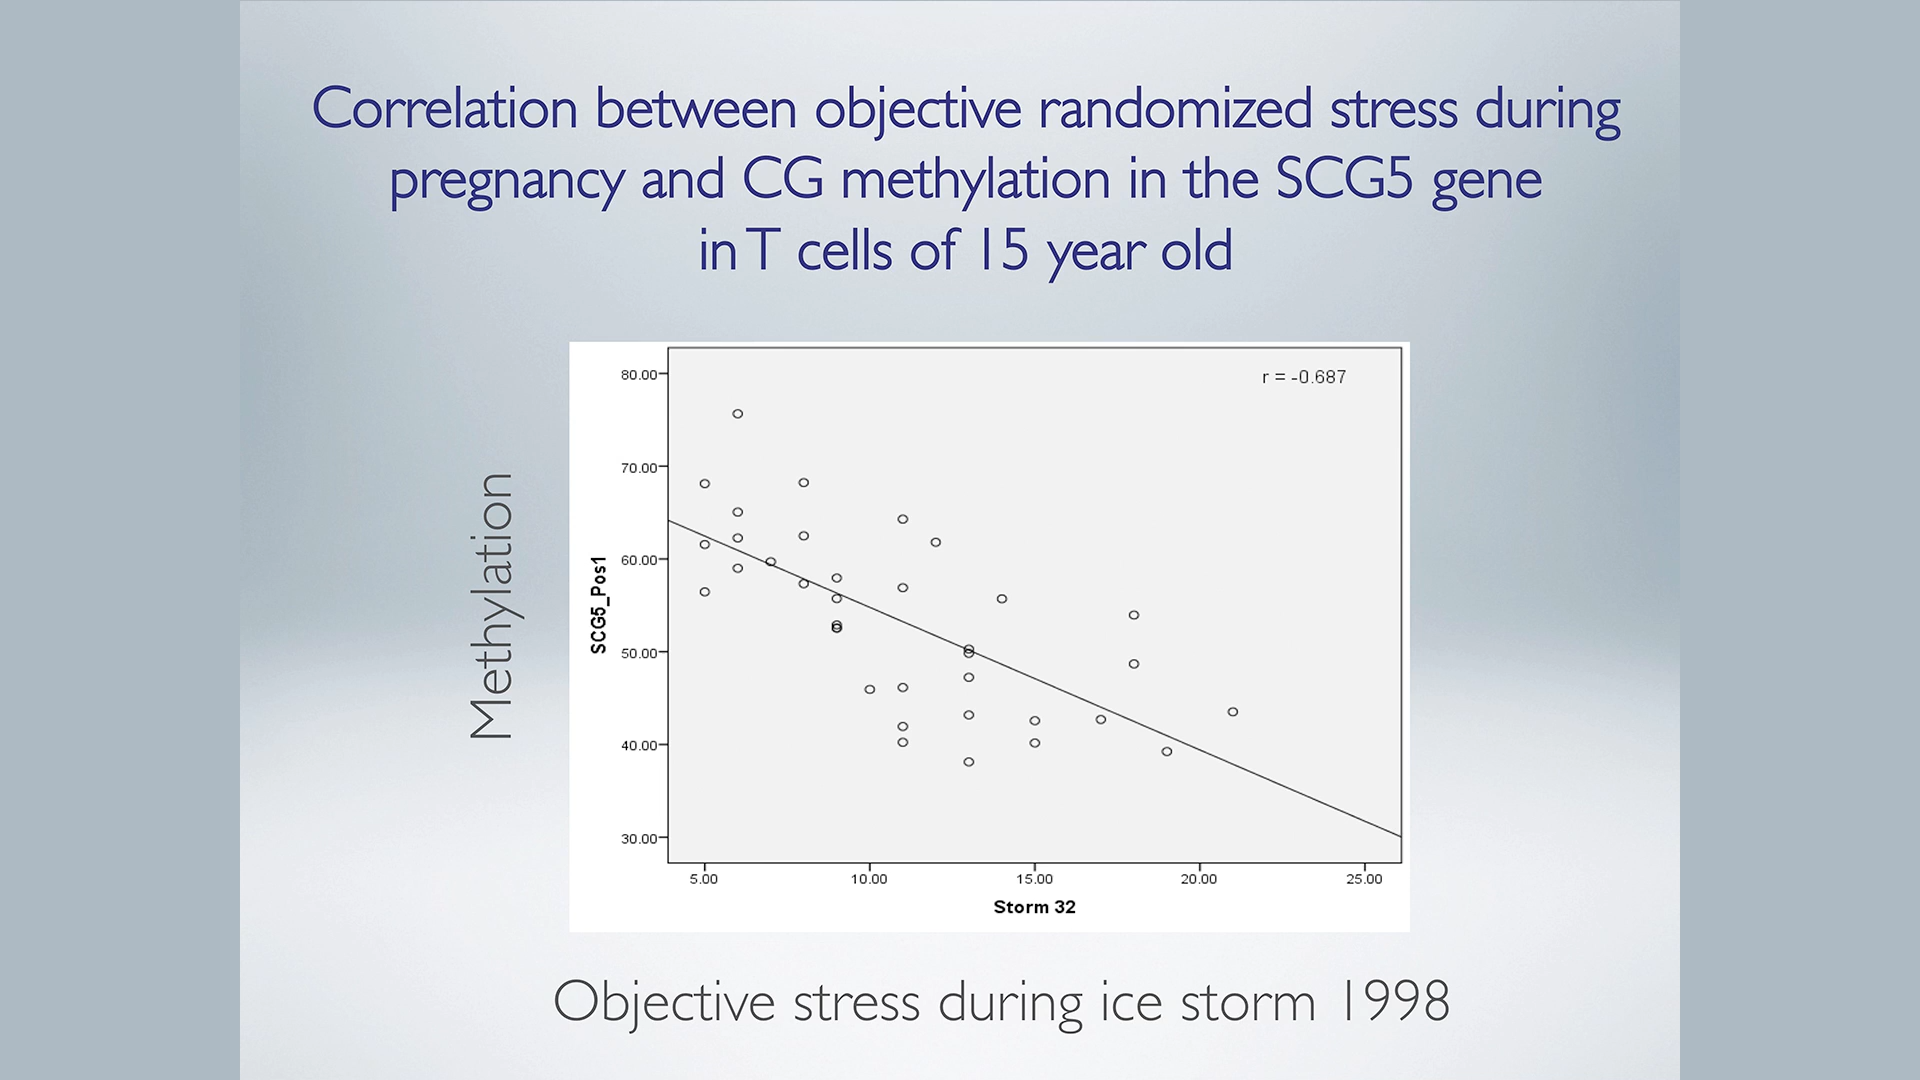 Correlation between objective randomized stress during
pregnancy and CG methylation in the SCG5 gene
in T cells of 15 year old
r = -0.687
80.00
70.00
60.00
50.00
40.00
30.00
Methylation
SCG5_Pos1
5.00 10.00 15.00 20.00 25.00
Storm 32
Objective stress during ice storm 1998